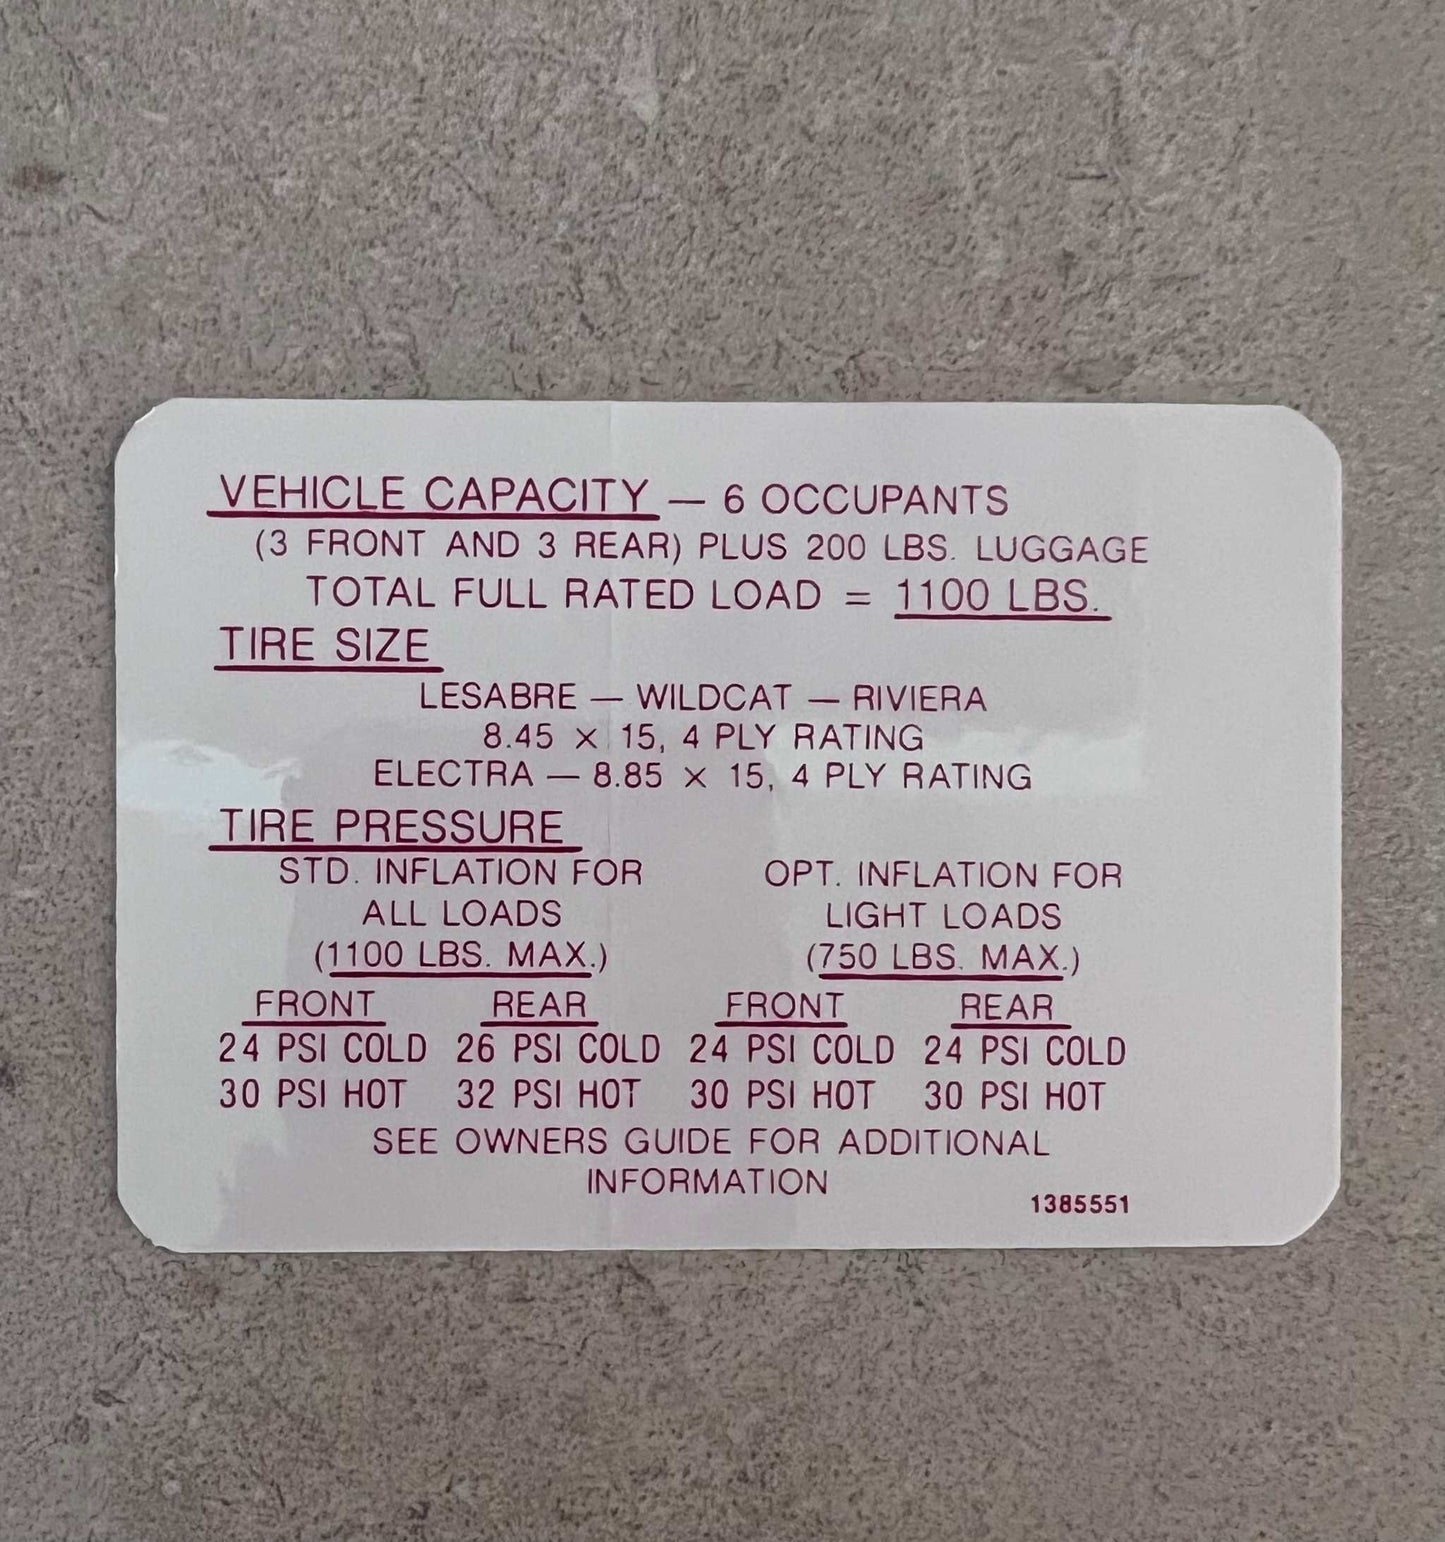 VEHICLE CAPACITY — 6 OCCUPANTS
(3 FRONT AND 3 REAR) PLUS 200 LBS. LUGGAGE
TOTAL FULL RATED LOAD = 1100 LBS.
TIRE SIZE
LESABRE — WILDCAT — RIVIERA
8.45 × 15, 4 PLY RATING
ELECTRA — 8.85 × 15, 4 PLY RATING
TIRE PRESSURE
STD. INFLATION FOR OPT. INFLATION FOR
ALL LOADS LIGHT LOADS
(1100 LBS. MAX.) (750 LBS. MAX.)
FRONT REAR FRONT REAR
24 PSI COLD 26 PSI COLD 24 PSI COLD 24 PSI COLD
30 PSI HOT 32 PSI HOT 30 PSI HOT 30 PSI HOT
SEE OWNERS GUIDE FOR ADDITIONAL
INFORMATION
1385551